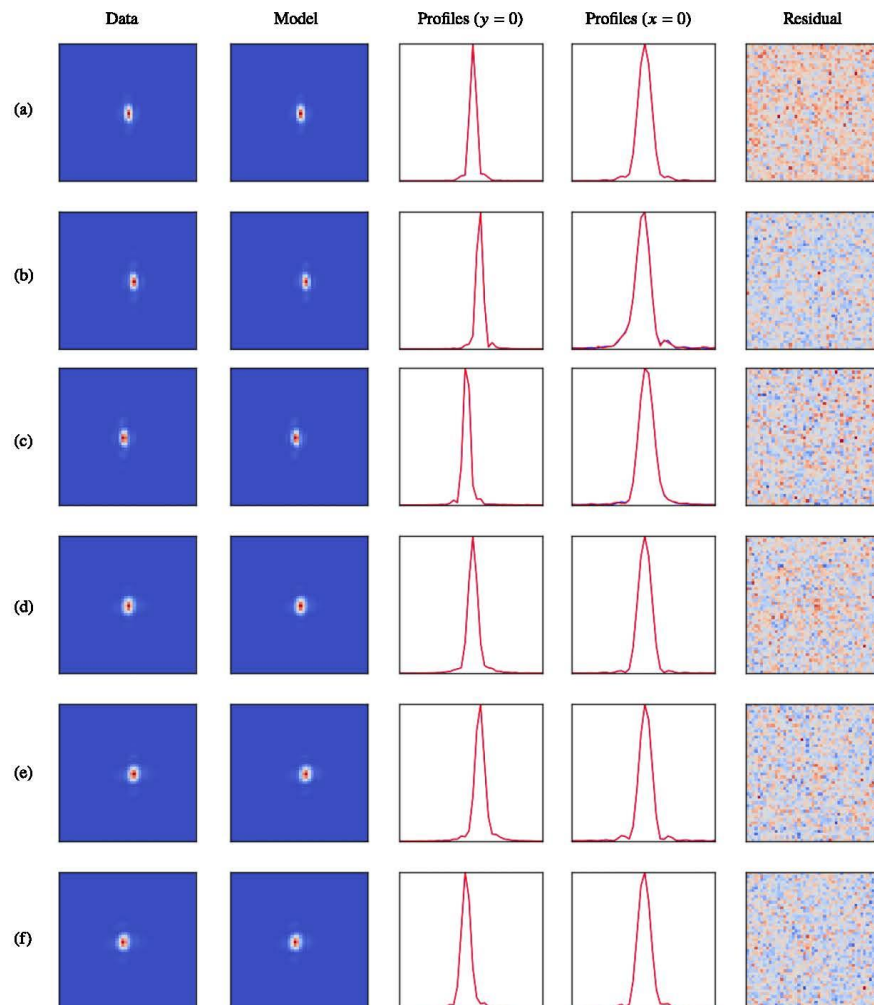 Data Model Profiles (y = 0) Profiles (x = 0) Residual
(a)
(b)
(c)
(d)
(e)
(f)